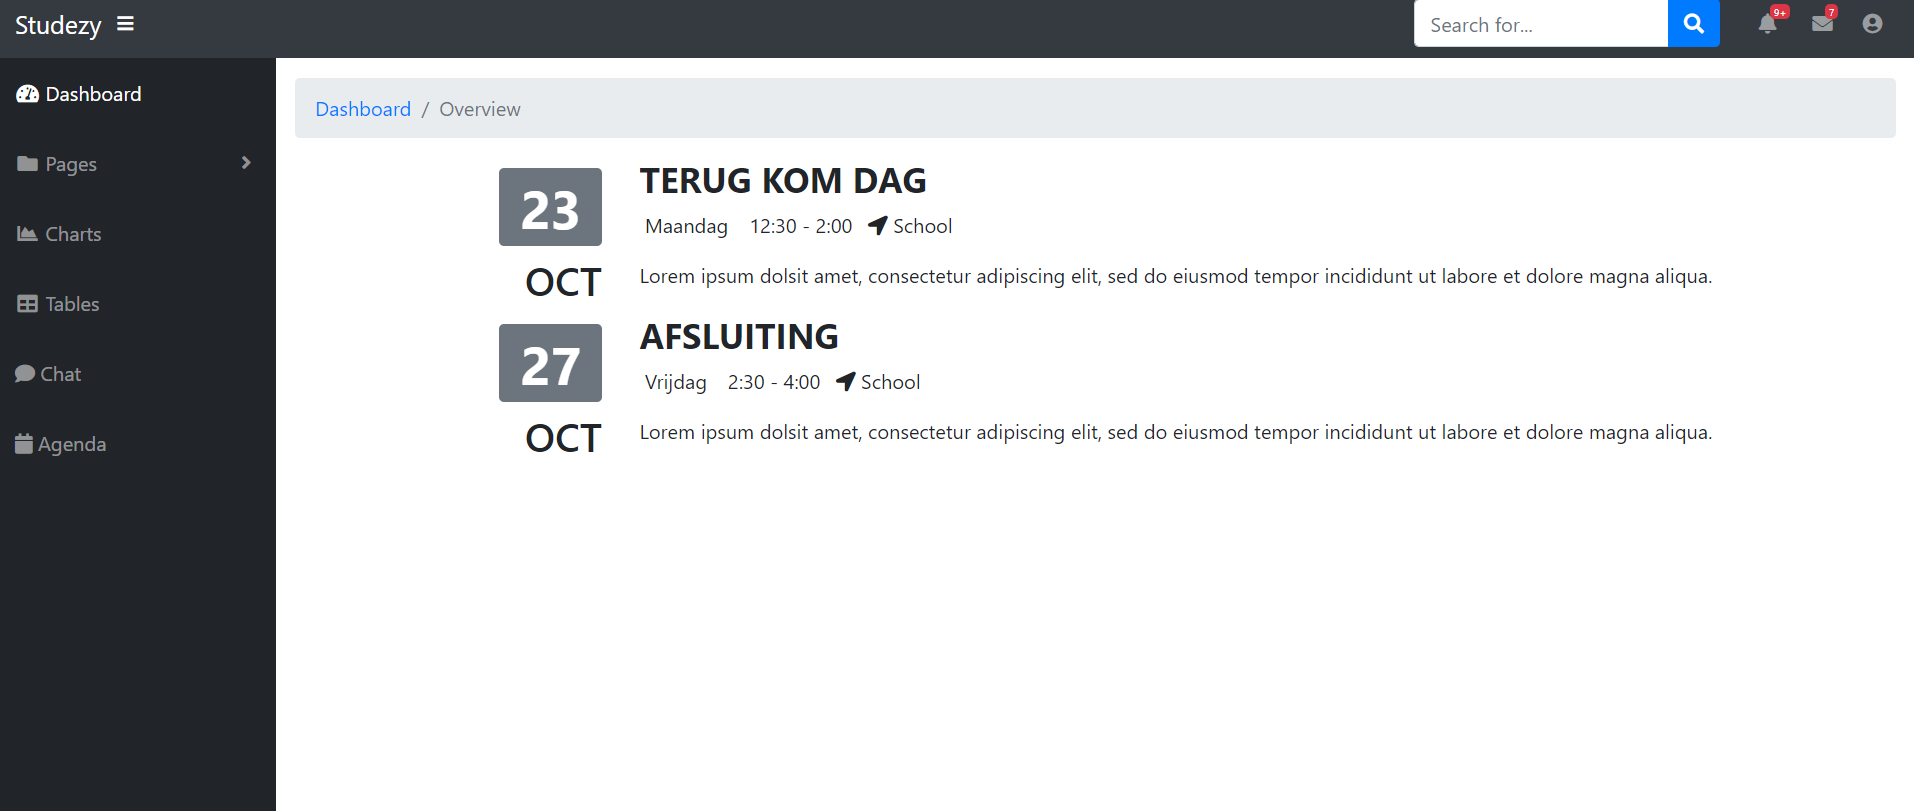 Studezy
Search for...
9+
7
Dashboard
Pages
Charts
Tables
Chat
Agenda
Dashboard / Overview
23
OCT
TERUG KOM DAG
Maandag 12:30 - 2:00 School
Lorem ipsum dolsit amet, consectetur adipiscing elit, sed do eiusmod tempor incididunt ut labore et dolore magna aliqua.
27
OCT
AFSLUITING
Vrijdag 2:30 - 4:00 School
Lorem ipsum dolsit amet, consectetur adipiscing elit, sed do eiusmod tempor incididunt ut labore et dolore magna aliqua.